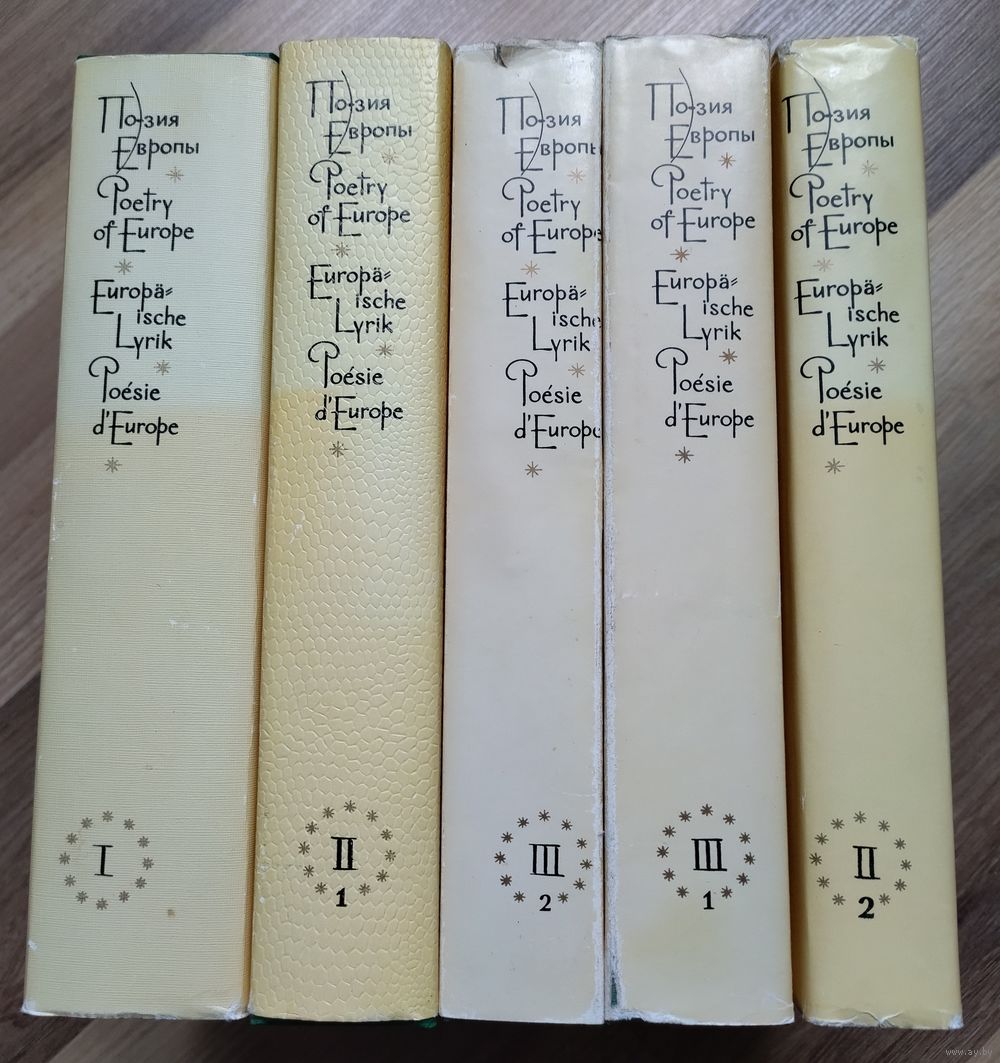 Поэзия
Европы
Poetry
of Europe
Europä=
ische
Lyrik
Poésie
d'Europe
I
Поэзия
Европы
Poetry
of Europe
Europä=
ische
Lyrik
Poésie
d'Europe
II
1
Поэзия
Европы
Poetry
of Europe
Europä=
ische
Lyrik
Poésie
d'Europe
III
2
Поэзия
Европы
Poetry
of Europe
Europä=
ische
Lyrik
Poésie
d'Europe
III
1
Поэзия
Европы
Poetry
of Europe
Europä=
ische
Lyrik
Poésie
d'Europe
II
2
www.ay.by